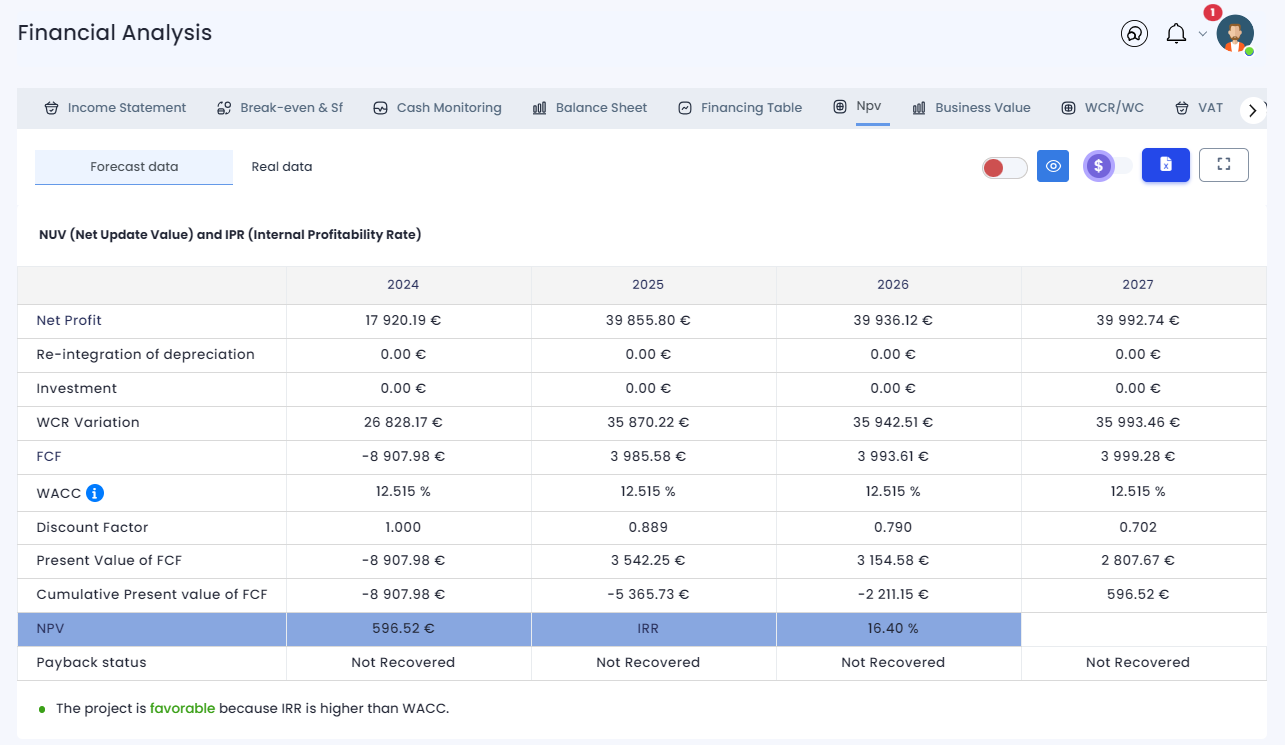 Financial Analysis
1
Income Statement Break-even & Sf Cash Monitoring Balance Sheet Financing Table Npv Business Value WCR/WC VAT
Forecast data Real data $ x
NUV (Net Update Value) and IPR (Internal Profitability Rate)
2024 2025 2026 2027
Net Profit 17 920.19 € 39 855.80 € 39 936.12 € 39 992.74 €
Re-integration of depreciation 0.00 € 0.00 € 0.00 € 0.00 €
Investment 0.00 € 0.00 € 0.00 € 0.00 €
WCR Variation 26 828.17 € 35 870.22 € 35 942.51 € 35 993.46 €
FCF -8 907.98 € 3 985.58 € 3 993.61 € 3 999.28 €
WACC i 12.515 % 12.515 % 12.515 % 12.515 %
Discount Factor 1.000 0.889 0.790 0.702
Present Value of FCF -8 907.98 € 3 542.25 € 3 154.58 € 2 807.67 €
Cumulative Present value of FCF -8 907.98 € -5 365.73 € -2 211.15 € 596.52 €
NPV 596.52 € IRR 16.40 %
Payback status Not Recovered Not Recovered Not Recovered Not Recovered
The project is favorable because IRR is higher than WACC.